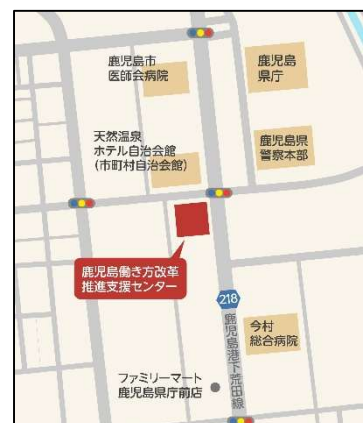 鹿児島市
医師会病院
鹿児島
県庁
天然温泉
ホテル自治会館
(市町村自治会館)
鹿児島県
警察本部
鹿児島働き方改革
推進支援センター
218
鹿児島港下荒田線
今村
総合病院
ファミリーマート
鹿児島県庁前店